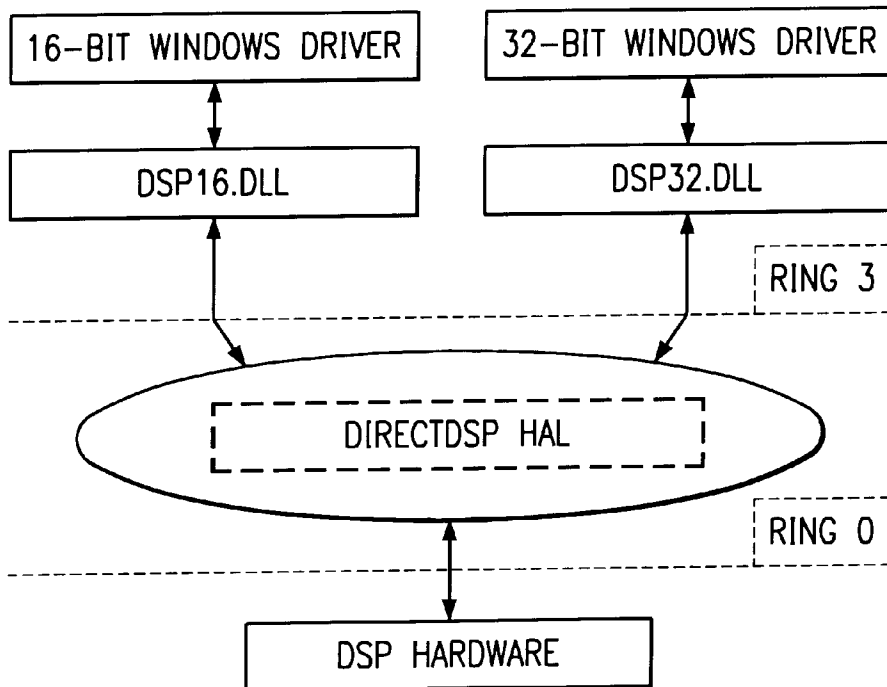 16-BIT WINDOWS DRIVER
32-BIT WINDOWS DRIVER
DSP16.DLL
DSP32.DLL
RING 3
DIRECTDSP HAL
RING 0
DSP HARDWARE